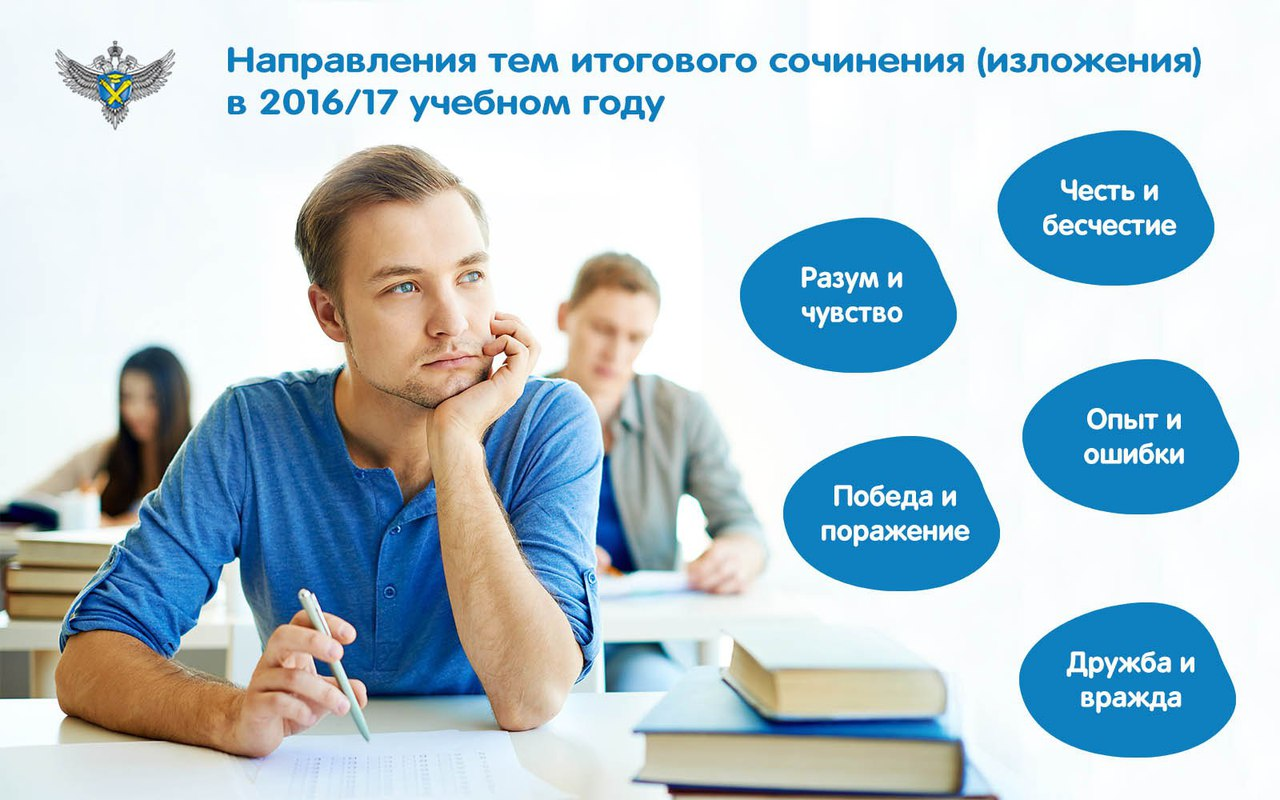 Направления тем итогового сочинения (изложения)
в 2016/17 учебном году
Честь и
бесчестие
Разум и
чувство
Опыт и
ошибки
Победа и
поражение
Дружба и
вражда